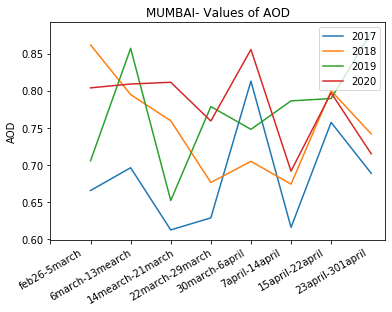 MUMBAI- Values of AOD
2017
2018
2019
2020
AOD
0.85
0.80
0.75
0.70
0.65
0.60
feb26-5march
6march-13mearch
14mearch-21march
22march-29march
30march-6april
7april-14april
15april-22april
23april-301april